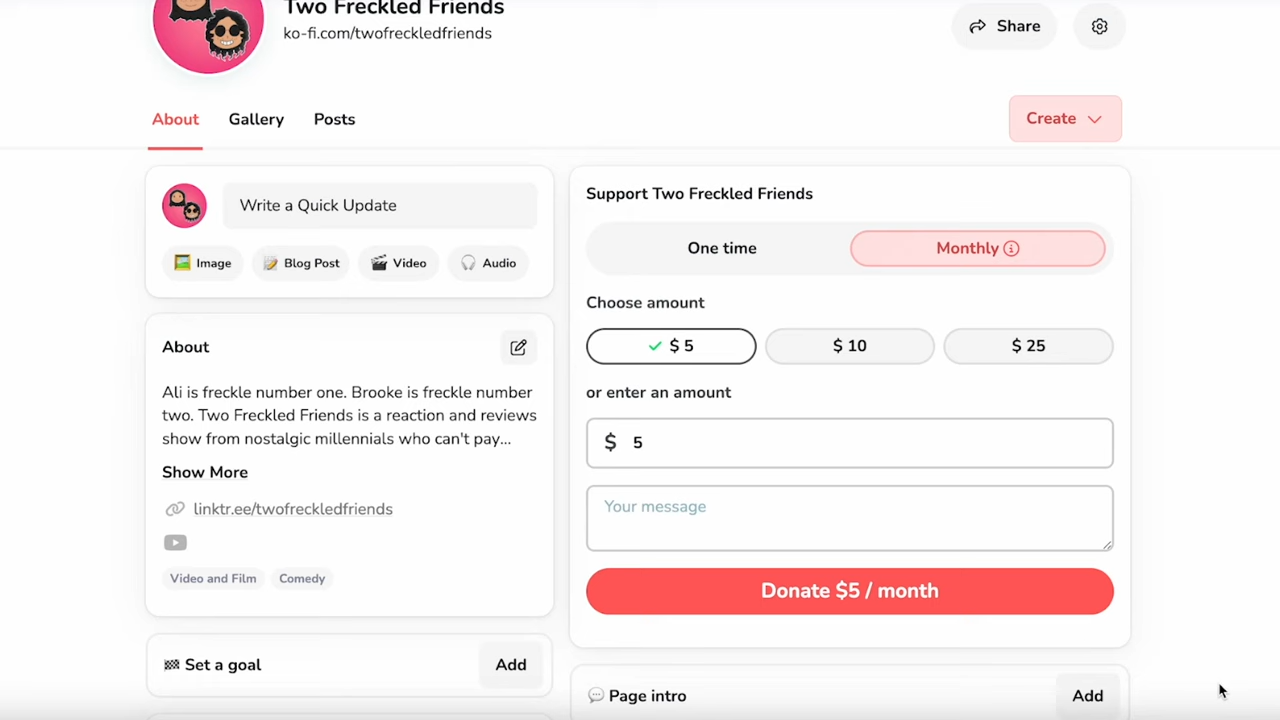 Two Freckled Friends
ko-fi.com/twofreckledfriends
Share
About
Gallery
Posts
Create
Write a Quick Update
Image
Blog Post
Video
Audio
About
Ali is freckle number one. Brooke is freckle number
two. Two Freckled Friends is a reaction and reviews
show from nostalgic millennials who can't pay...
Show More
linktr.ee/twofreckledfriends
Video and Film
Comedy
Set a goal
Add
Support Two Freckled Friends
One time
Monthly
Choose amount
$ 5
$ 10
$ 25
or enter an amount
$ 5
Your message
Donate $5 / month
Page intro
Add